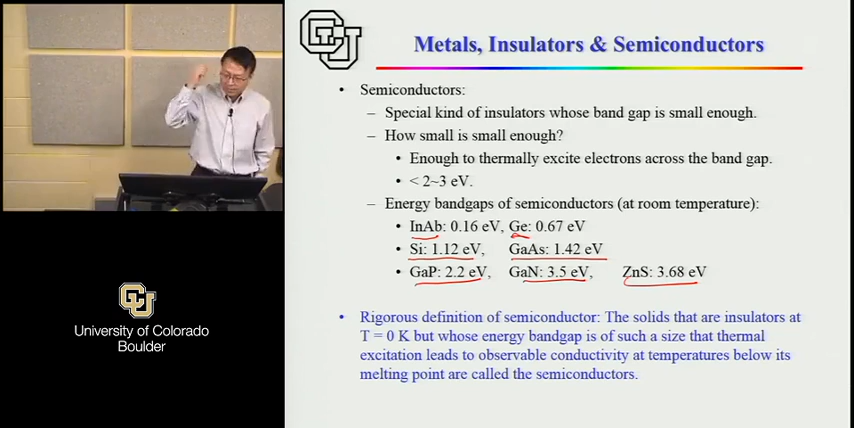 CU
Metals, Insulators & Semiconductors
• Semiconductors:
– Special kind of insulators whose band gap is small enough.
– How small is small enough?
• Enough to thermally excite electrons across the band gap.
• < 2~3 eV.
– Energy bandgaps of semiconductors (at room temperature):
• InAb: 0.16 eV, Ge: 0.67 eV
• Si: 1.12 eV, GaAs: 1.42 eV
• GaP: 2.2 eV, GaN: 3.5 eV, ZnS: 3.68 eV
• Rigorous definition of semiconductor: The solids that are insulators at
T = 0 K but whose energy bandgap is of such a size that thermal
excitation leads to observable conductivity at temperatures below its
melting point are called the semiconductors.
CU
University of Colorado
Boulder